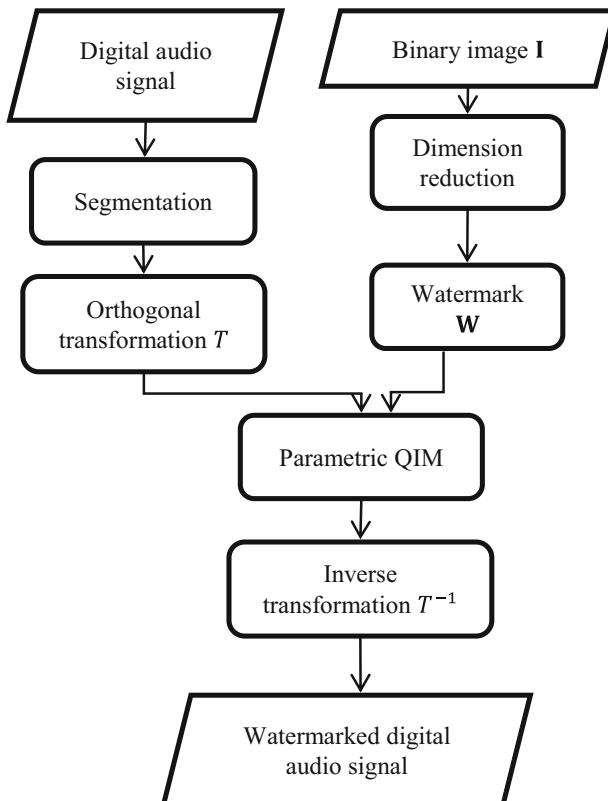 Digital audio
signal
Binary image I
Segmentation
Dimension
reduction
Orthogonal
transformation T
Watermark
W
Parametric QIM
Inverse
transformation T⁻¹
Watermarked digital
audio signal